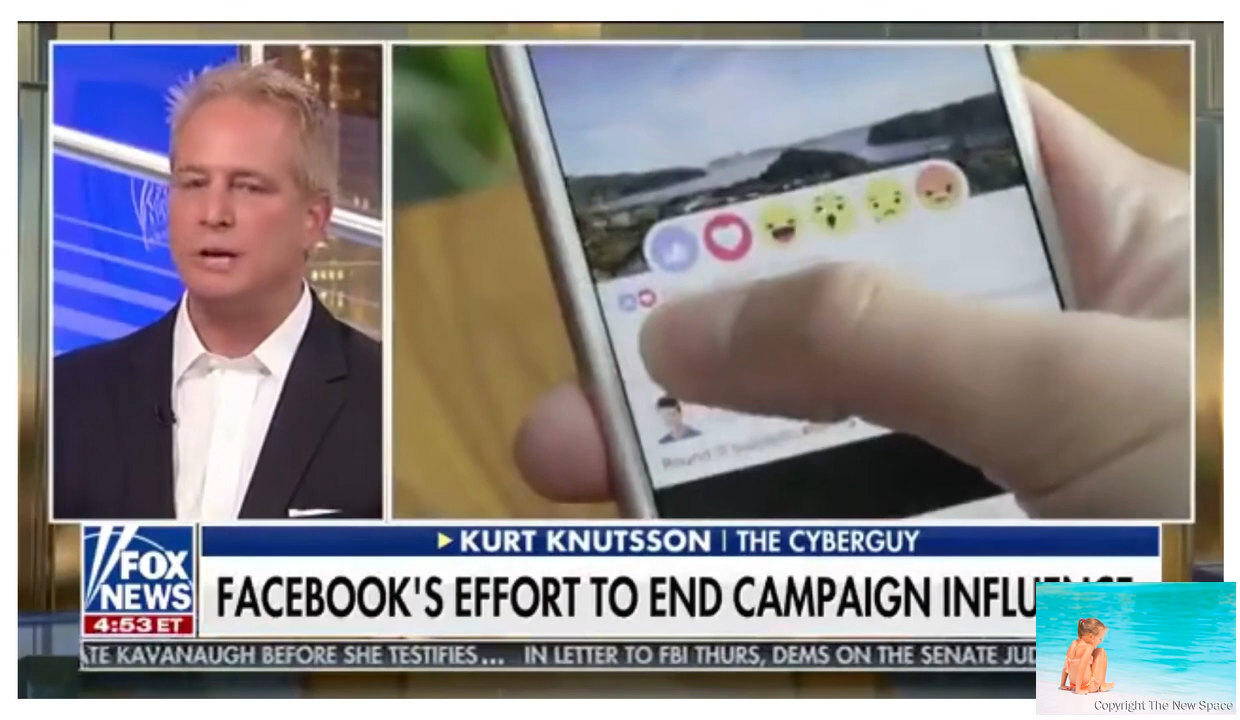 Round
KURT KNUTSSON | THE CYBERGUY
FOX
NEWS
4:53 ET
FACEBOOK'S EFFORT TO END CAMPAIGN
KAVANAUGH BEFORE SHE TESTIFIES... IN LETTER TO FBI THURS, DEMS ON THE SENATE
Copyright The New Space